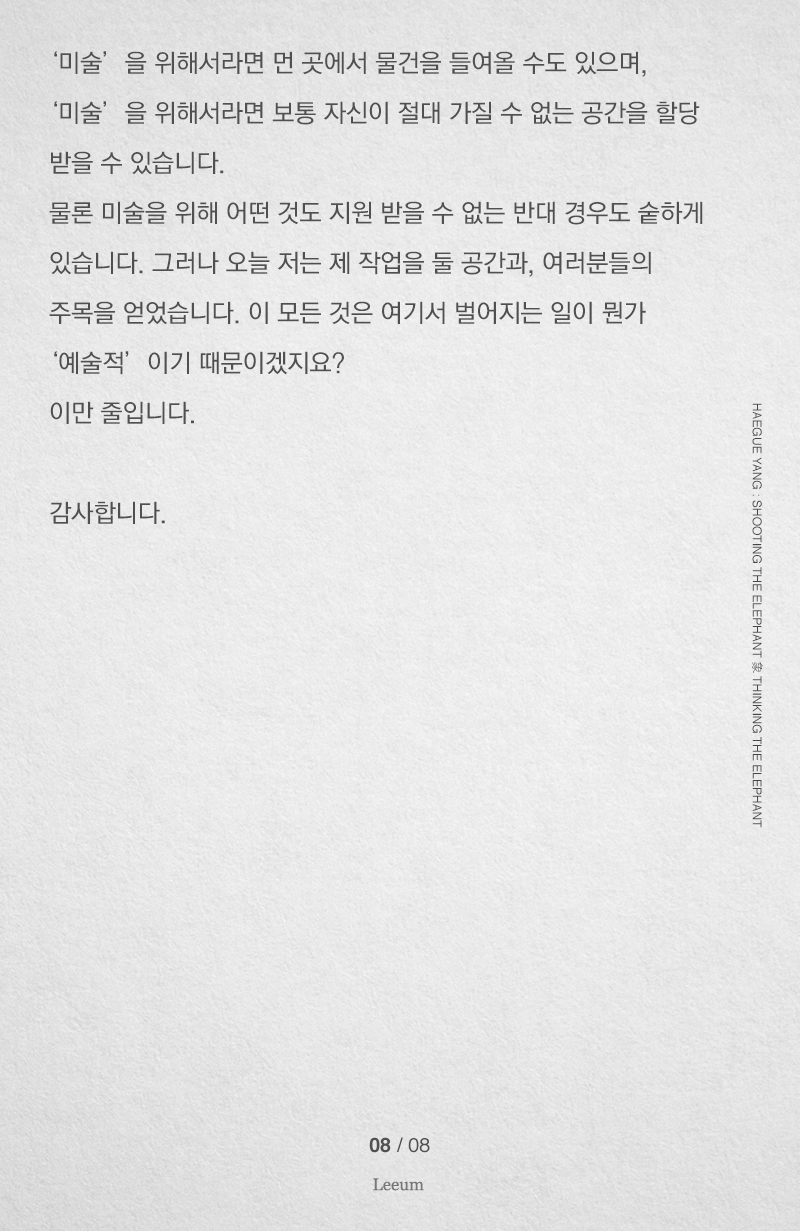 ‘미술’을 위해서라면 먼 곳에서 물건을 들여올 수도 있으며,
‘미술’을 위해서라면 보통 자신이 절대 가질 수 없는 공간을 할당
받을 수 있습니다.
물론 미술을 위해 어떤 것도 지원 받을 수 없는 반대 경우도 숱하게
있습니다. 그러나 오늘 저는 제 작업을 둘 공간과, 여러분들의
주목을 얻었습니다. 이 모든 것은 여기서 벌어지는 일이 뭔가
‘예술적’이기 때문이겠지요?
이만 줄입니다.
감사합니다.
HAEGUE YANG : SHOOTING THE ELEPHANT 象 THINKING THE ELEPHANT
08 / 08
Leeum